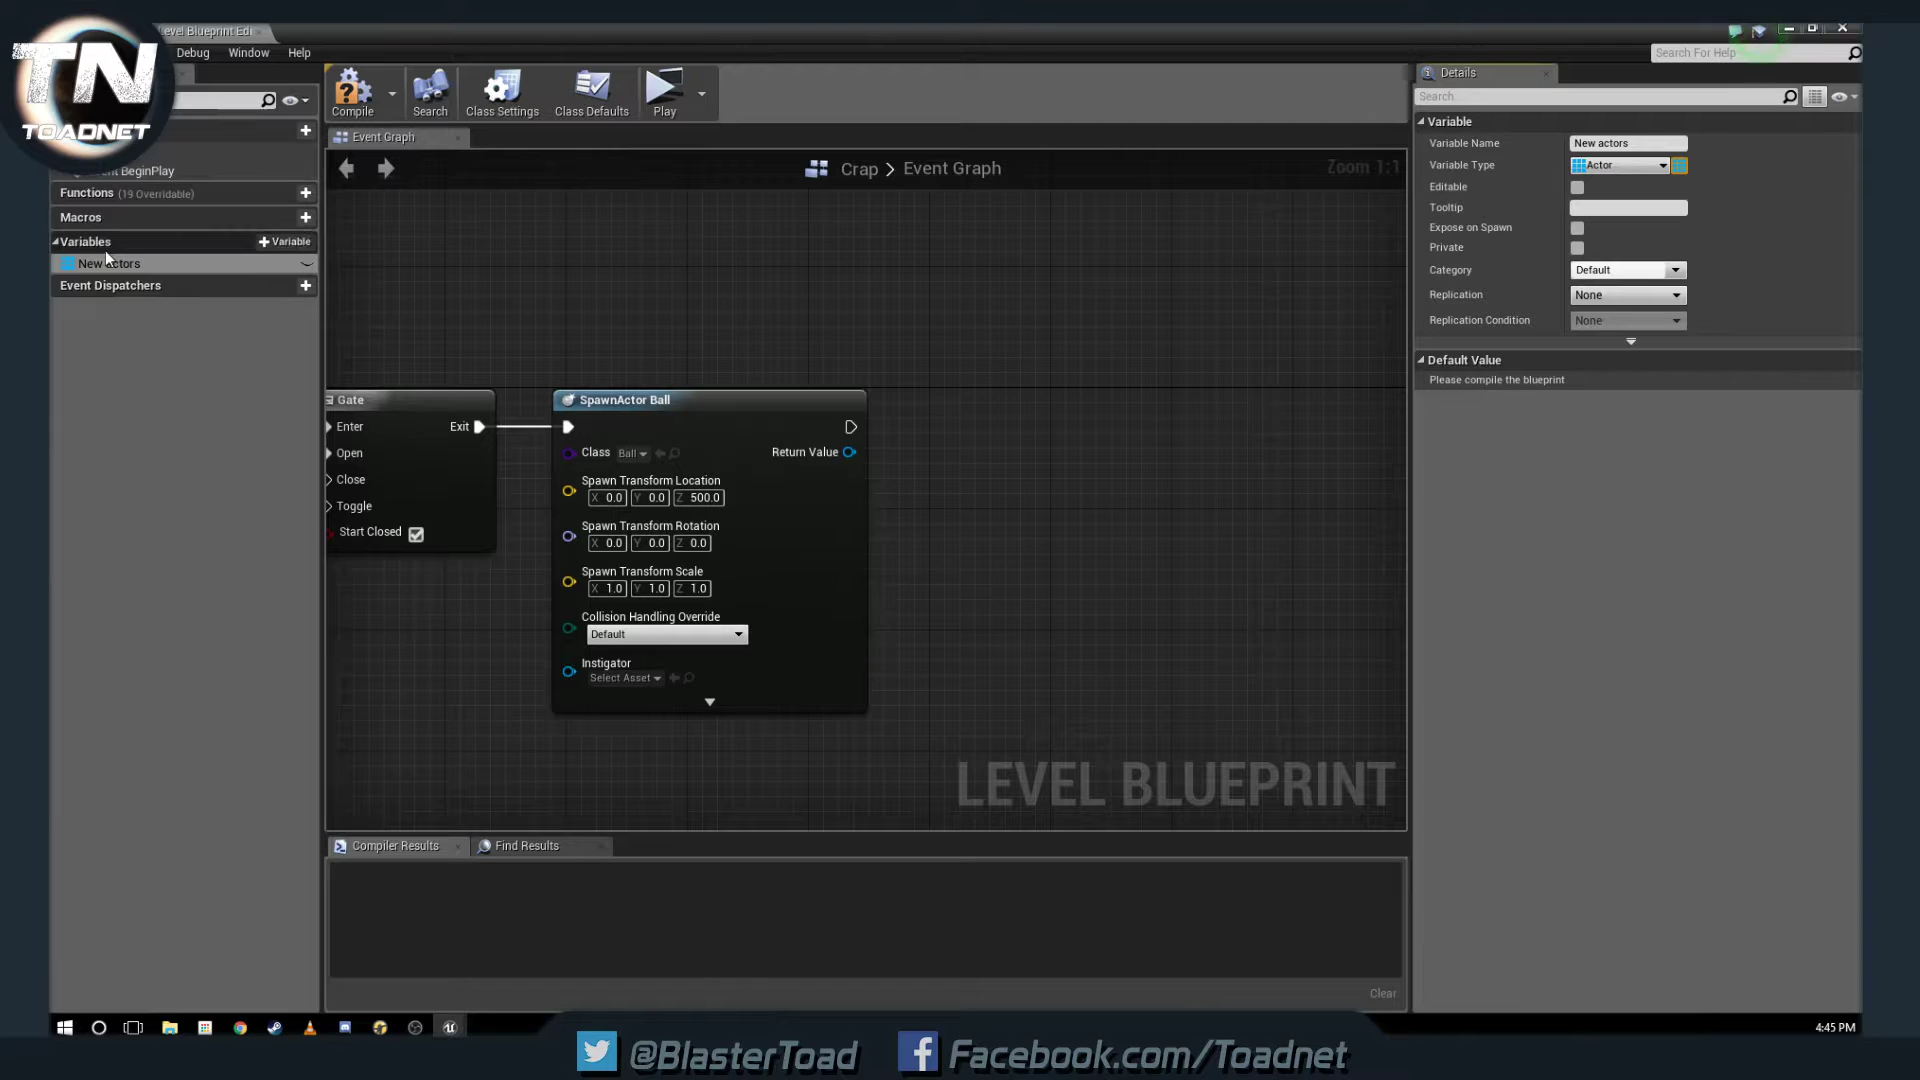 Level Blueprint Edi
TN
TOADNET
Debug
Window
Help
Search For Help
Compile
Search
Class Settings
Class Defaults
Play
Details
Search
Event Graph
Crap > Event Graph
Zoom 1:1
BeginPlay
Functions (19 Overridable)
Macros
Variables
+ Variable
New actors
Event Dispatchers
Variable
Variable Name
New actors
Variable Type
Actor
Editable
Tooltip
Expose on Spawn
Private
Category
Default
Replication
None
Replication Condition
None
Default Value
Please compile the blueprint
Gate
Enter
Exit
Open
Close
Toggle
Start Closed
SpawnActor Ball
Class
Ball
Return Value
Spawn Transform Location
X 0.0 Y 0.0 Z 500.0
Spawn Transform Rotation
X 0.0 Y 0.0 Z 0.0
Spawn Transform Scale
X 1.0 Y 1.0 Z 1.0
Collision Handling Override
Default
Instigator
Select Asset
LEVEL BLUEPRINT
Compiler Results
Find Results
Clear
4:45 PM
@BlasterToad
Facebook.com/Toadnet